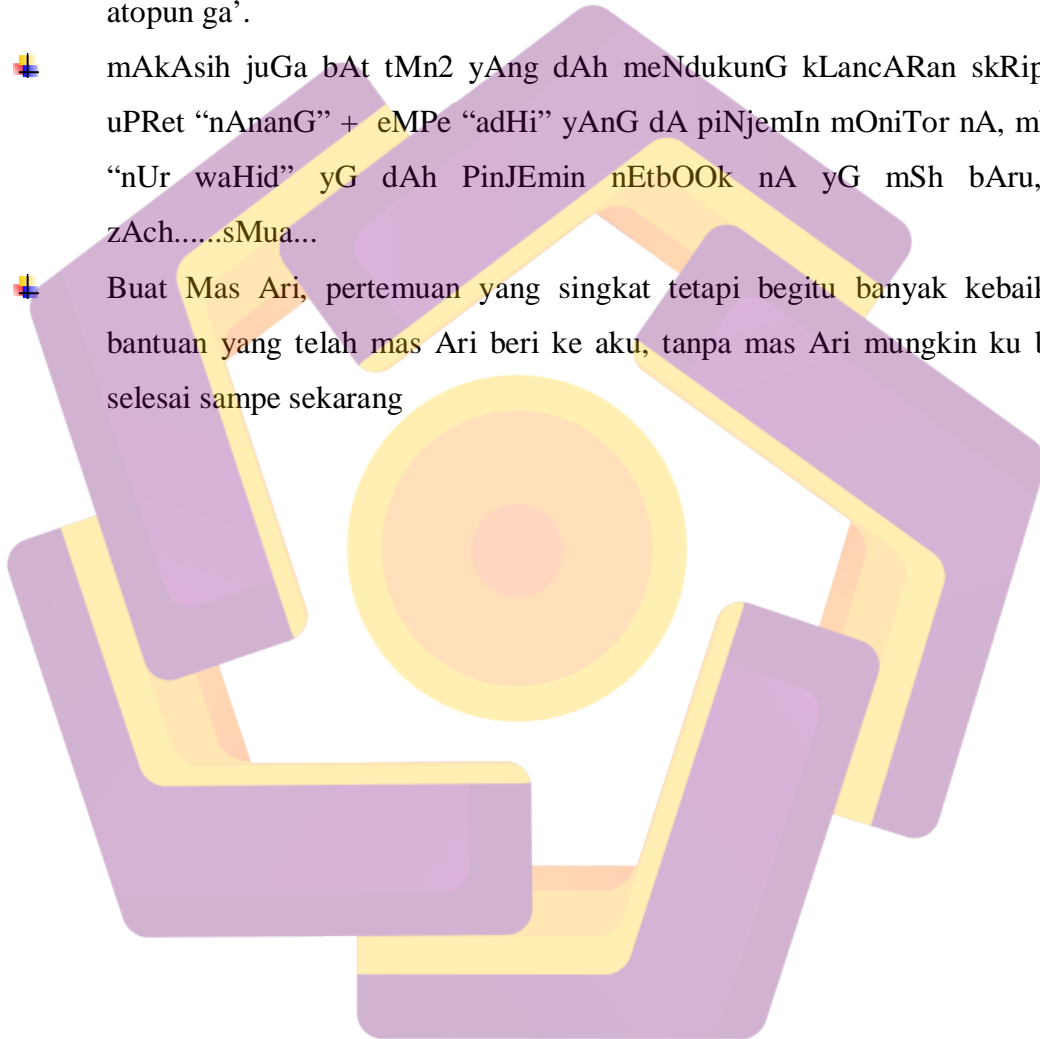 atopun ga’.
mAkAsih juGa bAt tMn2 yAng dAh meNdukunG kLancARan skRip
uPRet “nAnanG” + eMPe “adHi” yAnG dA piNjemIn mOniTor nA,
“nUr waHid” yG dAh PinJEmin nEtbOOk nA yG mSh bAru,
zAch......sMua...
Buat Mas Ari, pertemuan yang singkat tetapi begitu banyak kebaik
bantuan yang telah mas Ari beri ke aku, tanpa mas Ari mungkin ku
selesai sampe sekarang